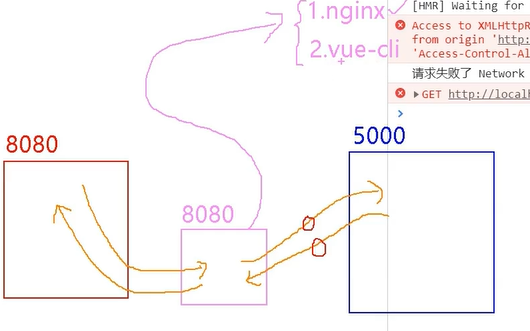 1.nginx
2.vue-cli
[HMR] Waiting for
Access to XMLHttpR
from origin 'http:
'Access-Control-Al
请求失败了 Network
GET http://localh
8080
8080
5000